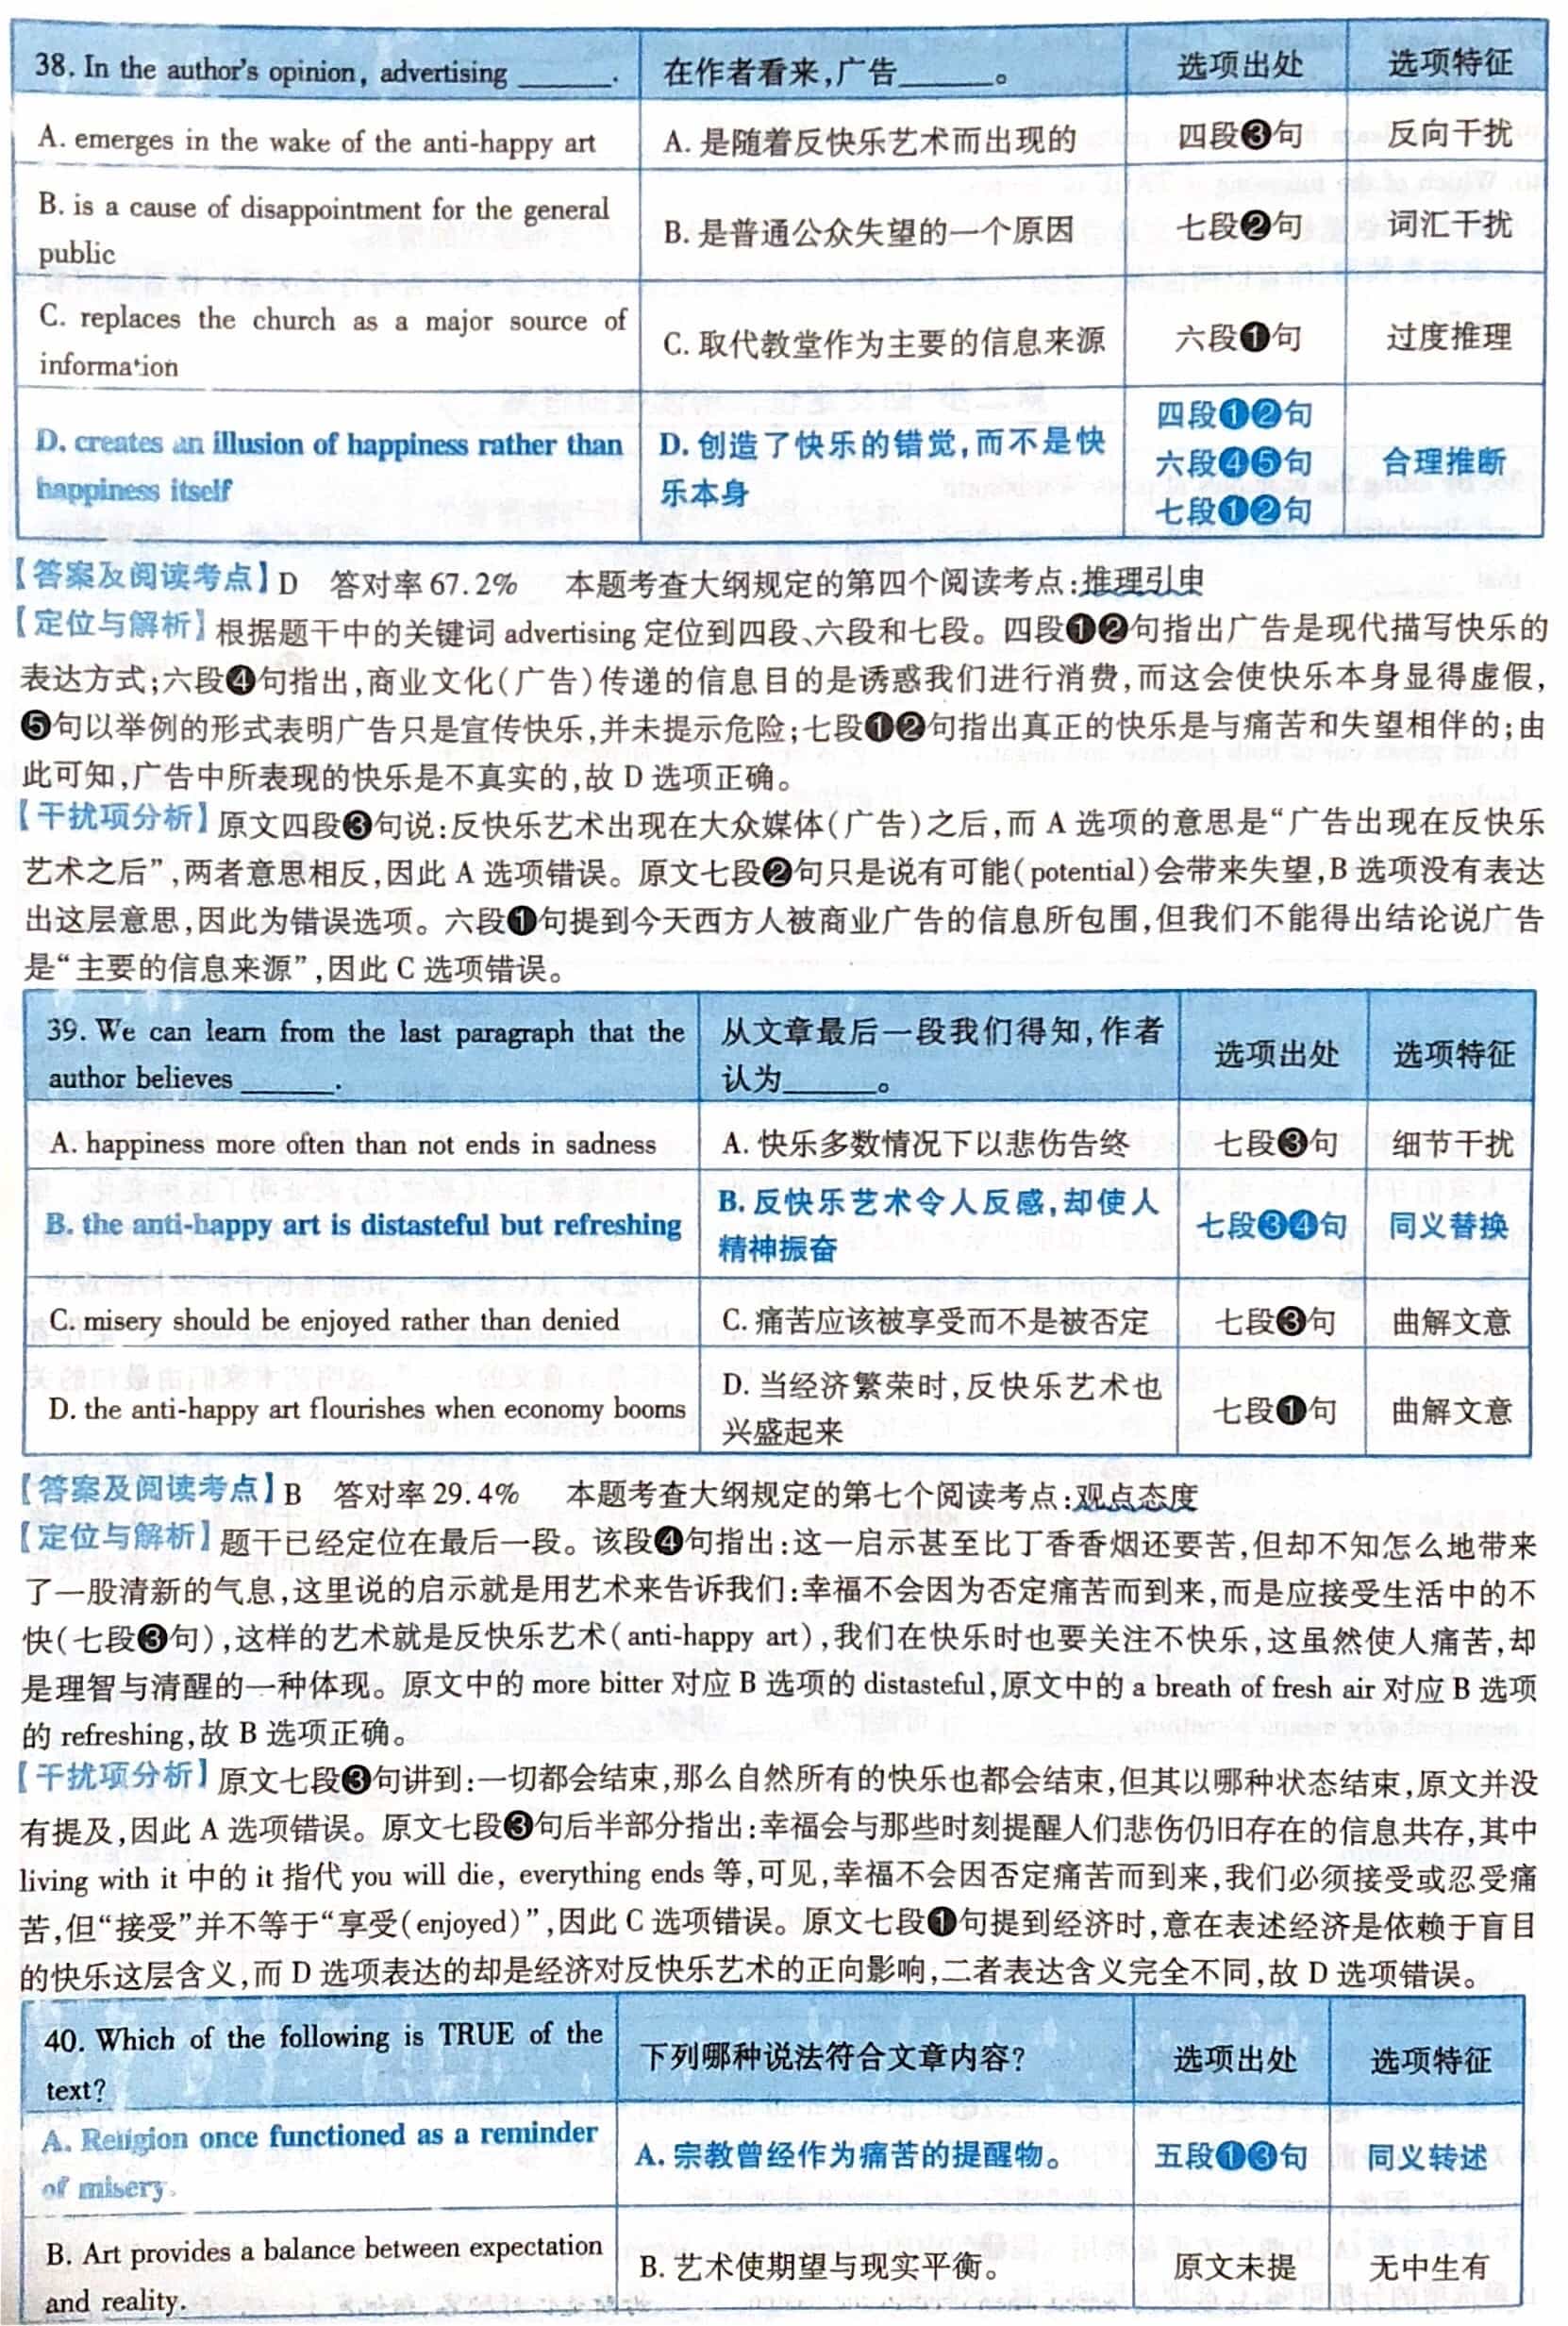 38. In the author's opinion, advertising ______.
在作者看来,广告______。
选项出处
选项特征
A. emerges in the wake of the anti-happy art
A. 是随着反快乐艺术而出现的
四段❸句
反向干扰
B. is a cause of disappointment for the general
public
B. 是普通公众失望的一个原因
七段❷句
词汇干扰
C. replaces the church as a major source of
information
C. 取代教堂作为主要的信息来源
六段❶句
过度推理
D. creates an illusion of happiness rather than
happiness itself
D. 创造了快乐的错觉,而不是快
乐本身
四段❶❷句
六段❹❺句
七段❶❷句
合理推断
【答案及阅读考点】D 答对率 67.2% 本题考查大纲规定的第四个阅读考点:推理引申
【定位与解析】根据题干中的关键词 advertising 定位到四段、六段和七段。四段❶❷句指出广告是现代描写快乐的
表达方式;六段❹句指出,商业文化(广告)传递的信息目的是诱惑我们进行消费,而这会使快乐本身显得虚假,
❺句以举例的形式表明广告只是宣传快乐,并未提示危险;七段❶❷句指出真正的快乐是与痛苦和失望相伴的;由
此可知,广告中所表现的快乐是不真实的,故 D 选项正确。
【干扰项分析】原文四段❸句说:反快乐艺术出现在大众媒体(广告)之后,而 A 选项的意思是“广告出现在反快乐
艺术之后”,两者意思相反,因此 A 选项错误。原文七段❷句只是说有可能(potential)会带来失望,B 选项没有表达
出这层意思,因此为错误选项。六段❶句提到今天西方人被商业广告的信息所包围,但我们不能得出结论说广告
是“主要的信息来源”,因此 C 选项错误。
39. We can learn from the last paragraph that the
author believes ______.
从文章最后一段我们得知,作者
认为______。
选项出处
选项特征
A. happiness more often than not ends in sadness
A. 快乐多数情况下以悲伤告终
七段❸句
细节干扰
B. the anti-happy art is distasteful but refreshing
B. 反快乐艺术令人反感,却使人
精神振奋
七段❸❹句
同义替换
C. misery should be enjoyed rather than denied
C. 痛苦应该被享受而不是被否定
七段❸句
曲解文意
D. the anti-happy art flourishes when economy booms
D. 当经济繁荣时,反快乐艺术也
兴盛起来
七段❶句
曲解文意
【答案及阅读考点】B 答对率 29.4% 本题考查大纲规定的第七个阅读考点:观点态度
【定位与解析】题干已经定位在最后一段。该段❹句指出:这一启示甚至比丁香香烟还要苦,但却不知怎么地带来
了一股清新的气息,这里说的启示就是用艺术来告诉我们:幸福不会因为否定痛苦而到来,而是应接受生活中的不
快(七段❸句),这样的艺术就是反快乐艺术(anti-happy art),我们在快乐时也要关注不快乐,这虽然使人痛苦,却
是理智与清醒的一种体现。原文中的 more bitter 对应 B 选项的 distasteful,原文中的 a breath of fresh air 对应 B 选项
的 refreshing,故 B 选项正确。
【干扰项分析】原文七段❸句讲到:一切都会结束,那么自然所有的快乐也都会结束,但其以哪种状态结束,原文并没
有提及,因此 A 选项错误。原文七段❸句后半部分指出:幸福会与那些时刻提醒人们悲伤仍旧存在的信息共存,其中
living with it 中的 it 指代 you will die, everything ends 等,可见,幸福不会因否定痛苦而到来,我们必须接受或忍受痛
苦,但“接受”并不等于“享受(enjoyed)”,因此 C 选项错误。原文七段❶句提到经济时,意在表述经济是依赖于盲目
的快乐这层含义,而 D 选项表达的却是经济对反快乐艺术的正向影响,二者表达含义完全不同,故 D 选项错误。
40. Which of the following is TRUE of the
text?
下列哪种说法符合文章内容?
选项出处
选项特征
A. Religion once functioned as a reminder
of misery.
A. 宗教曾经作为痛苦的提醒物。
五段❶❸句
同义转述
B. Art provides a balance between expectation
and reality.
B. 艺术使期望与现实平衡。
原文未提
无中生有